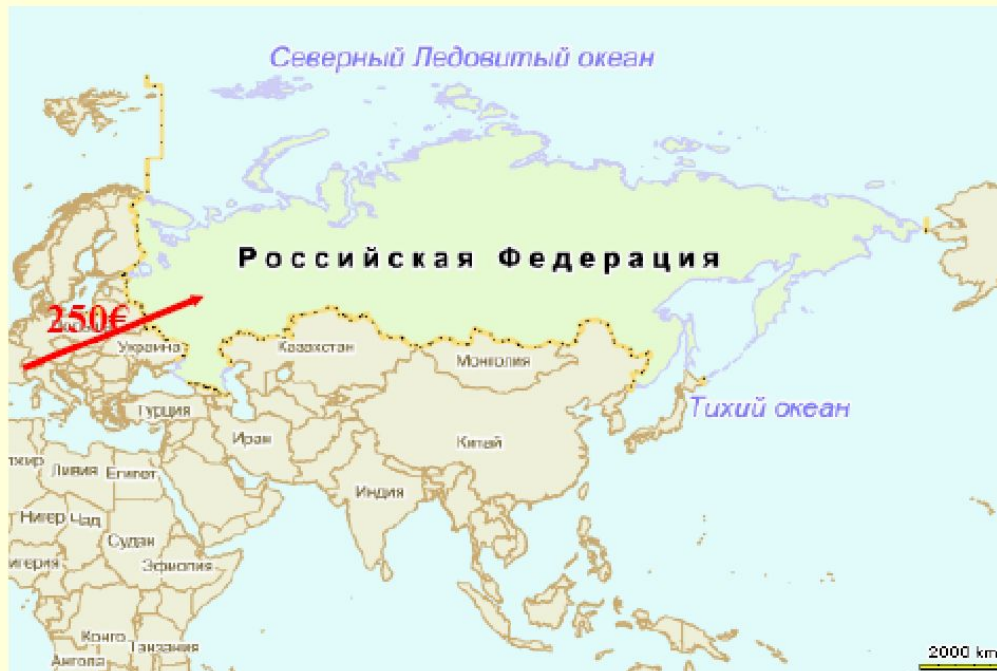 Северный Ледовитый океан
Российская Федерация
250€
Украина
Казахстан
Монголия
Тихий океан
Турция
Иран
Китай
Ливия
Египет
Индия
Нигер
Чад
Судан
Эфиопия
Конго
Танзания
Ангола
2000 km